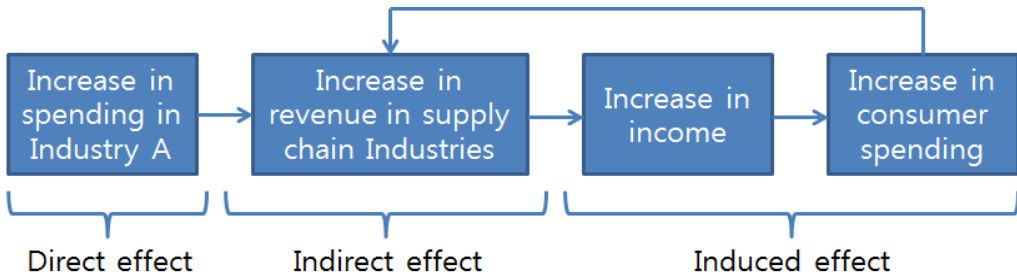 Increase in
spending in
Industry A
Increase in
revenue in supply
chain Industries
Increase in
income
Increase in
consumer
spending
Direct effect
Indirect effect
Induced effect